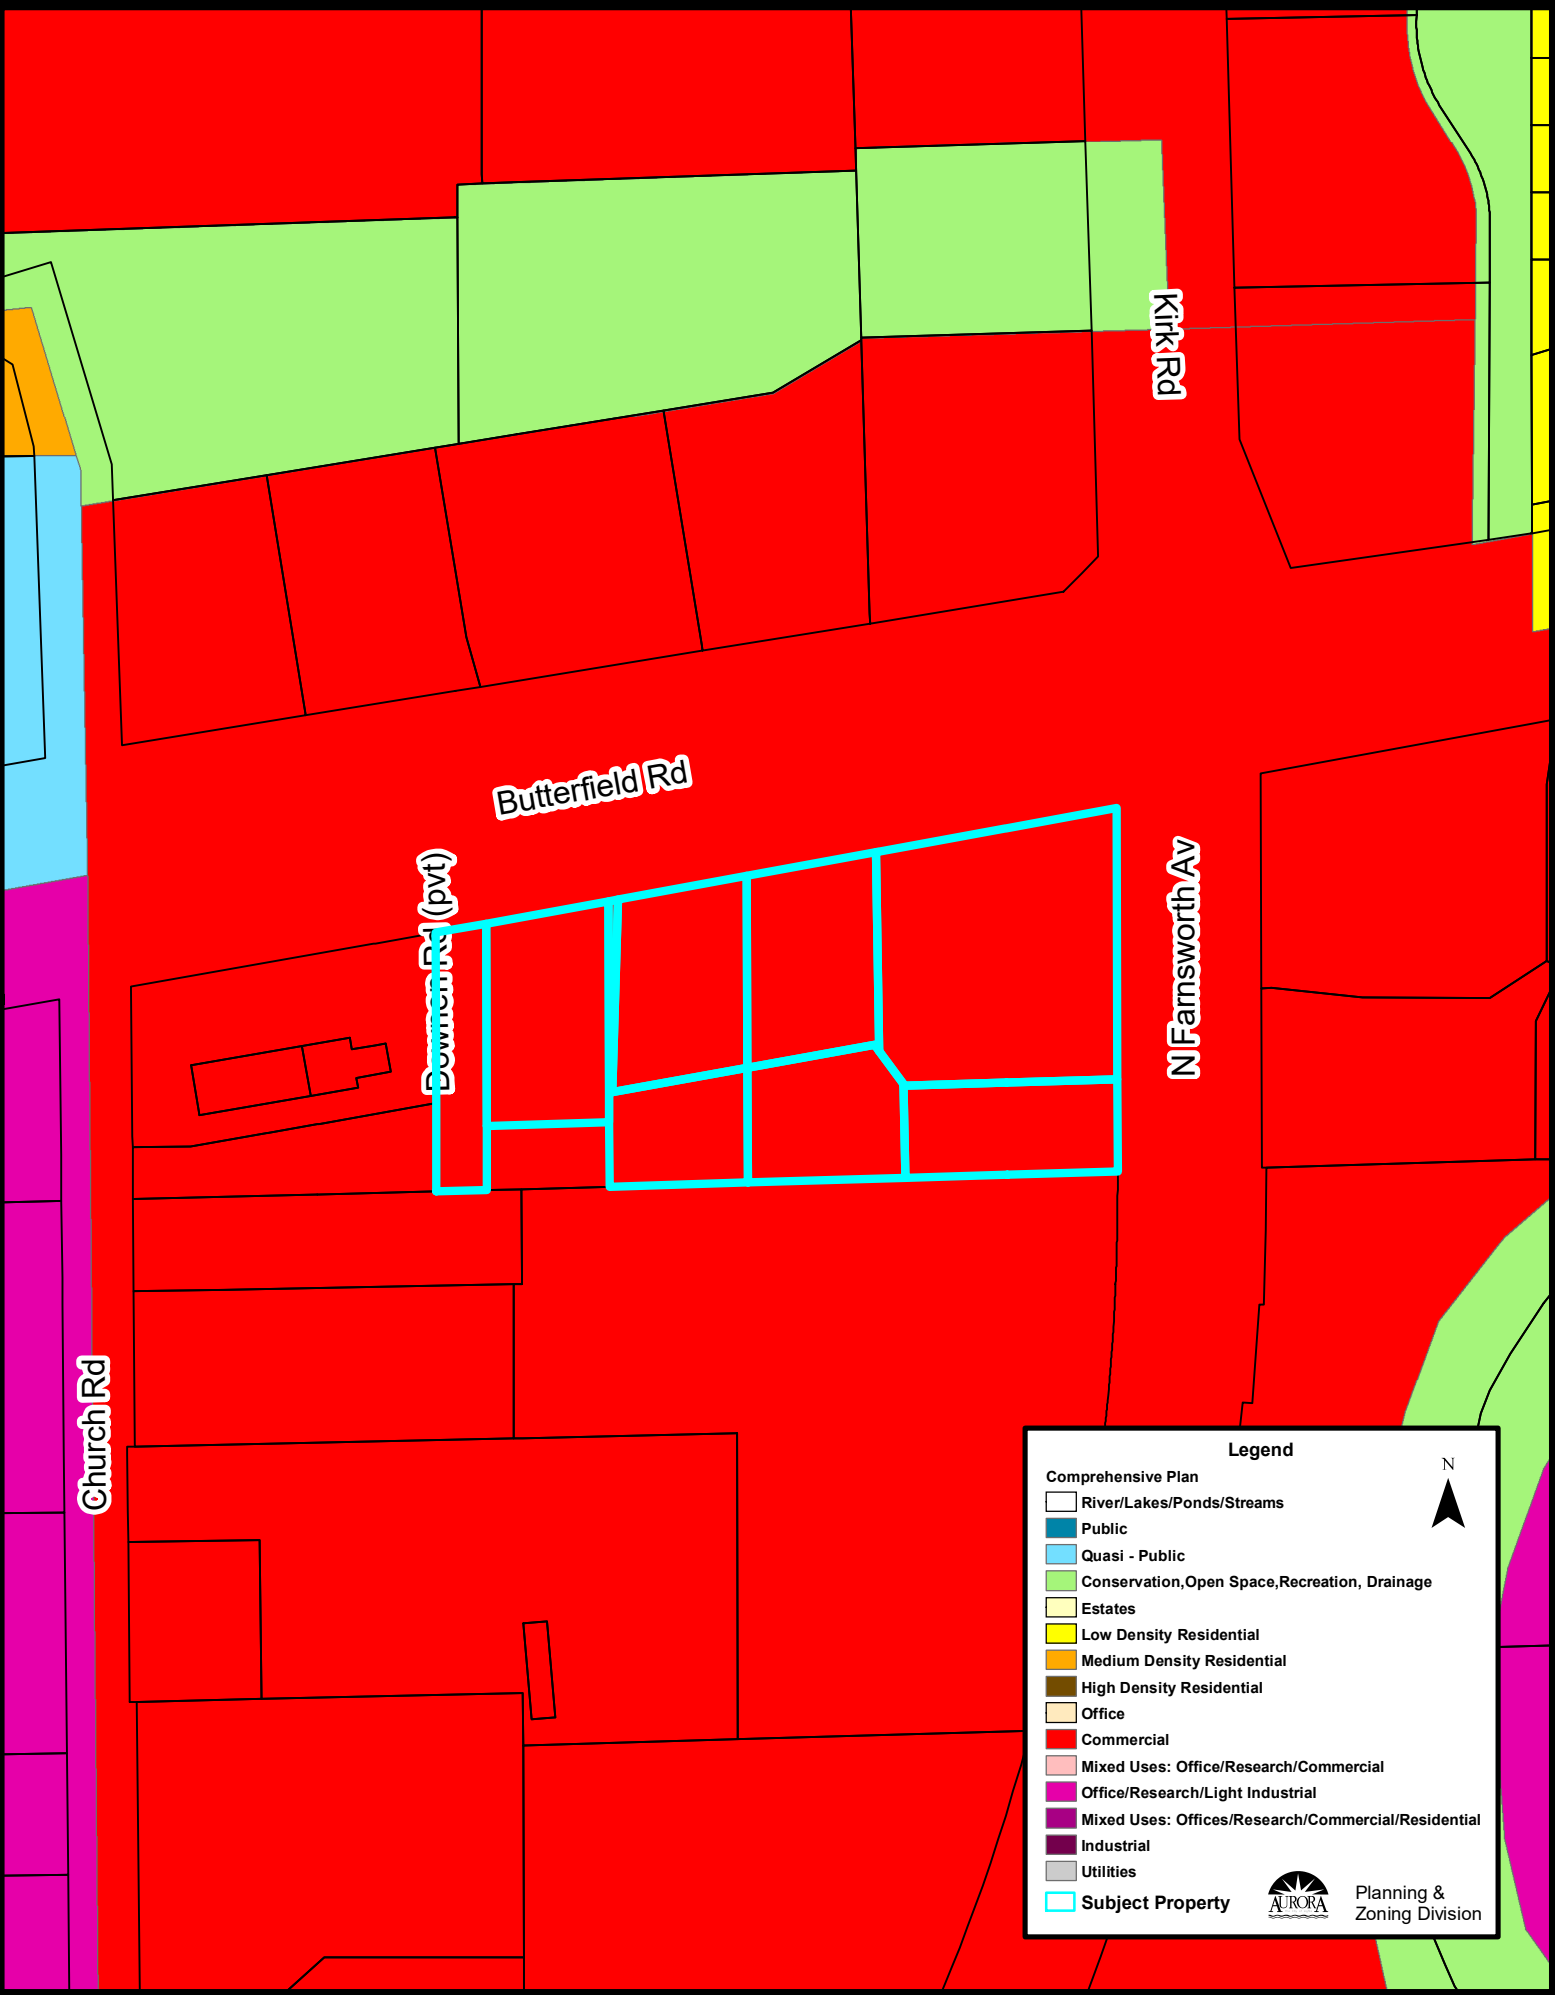 Kirk Rd
Butterfield Rd
Rd (pvt)
N Farnsworth Av
Church Rd
Legend
Comprehensive Plan
N
River/Lakes/Ponds/Streams
Public
Quasi - Public
Conservation,Open Space,Recreation, Drainage
Estates
Low Density Residential
Medium Density Residential
High Density Residential
Office
Commercial
Mixed Uses: Office/Research/Commercial
Office/Research/Light Industrial
Mixed Uses: Offices/Research/Commercial/Residential
Industrial
Utilities
Subject Property
AURORA
Planning &
Zoning Division